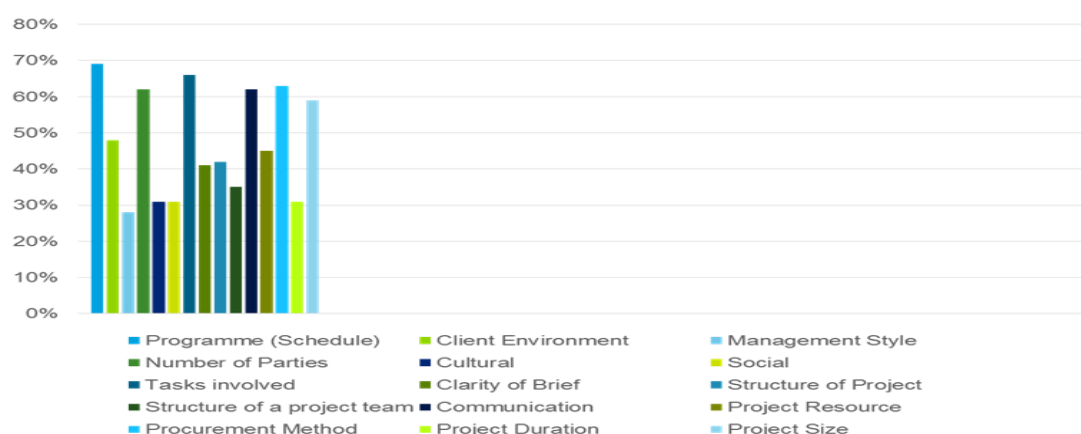 80%
70%
60%
50%
40%
30%
20%
10%
0%
Programme (Schedule) Client Environment Management Style
Number of Parties Cultural Social
Tasks involved Clarity of Brief Structure of Project
Structure of a project team Communication Project Resource
Procurement Method Project Duration Project Size